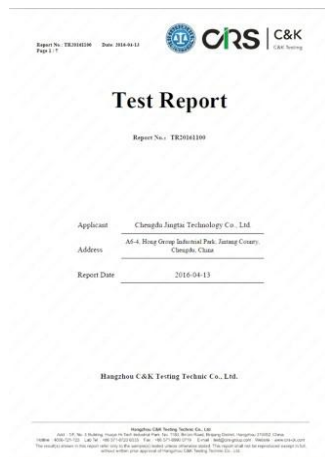 Report No. TR20161100 Date: 2016-04-13
Page 1 / 7
CIRS C&K
C&K Testing
Test Report
Report No.: TR20161100
Applicant Chengdu Jingtai Technology Co., Ltd
Address A6-4, Hong Group Industrial Park, Jintang County,
Chengdu, China
Report Date 2016-04-13
Hangzhou C&K Testing Technic Co., Ltd.
Hangzhou C&K Testing Technic Co., Ltd